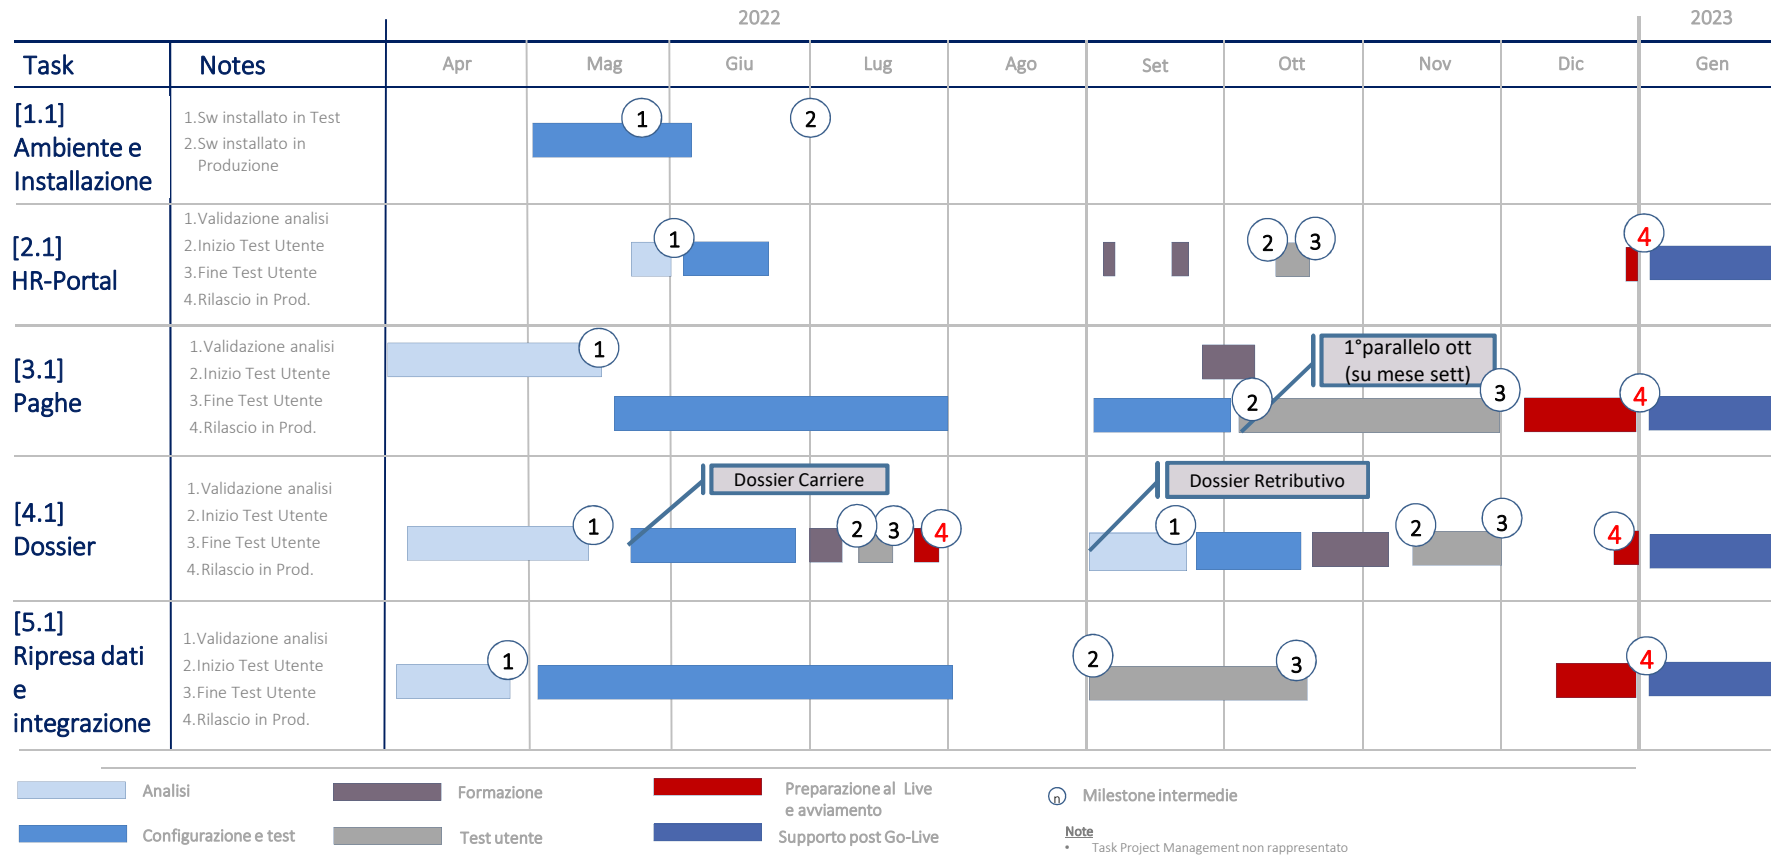 2022
2023
Task
Notes
Apr
Mag
Giu
Lug
Ago
Set
Ott
Nov
Dic
Gen
[1.1]
Ambiente e
Installazione
1.Sw installato in Test
2.Sw installato in
Produzione
1
2
[2.1]
HR-Portal
1.Validazione analisi
2.Inizio Test Utente
3.Fine Test Utente
4.Rilascio in Prod.
1
2
3
4
[3.1]
Paghe
1.Validazione analisi
2.Inizio Test Utente
3.Fine Test Utente
4.Rilascio in Prod.
1
1°parallelo ott
(su mese sett)
2
3
4
[4.1]
Dossier
1.Validazione analisi
2.Inizio Test Utente
3.Fine Test Utente
4.Rilascio in Prod.
Dossier Carriere
Dossier Retributivo
1
2
3
4
1
2
3
4
[5.1]
Ripresa dati
e
integrazione
1.Validazione analisi
2.Inizio Test Utente
3.Fine Test Utente
4.Rilascio in Prod.
1
2
3
4
Analisi
Formazione
Preparazione al Live
e avviamento
n
Milestone intermedie
Configurazione e test
Test utente
Supporto post Go-Live
Note
• Task Project Management non rappresentato